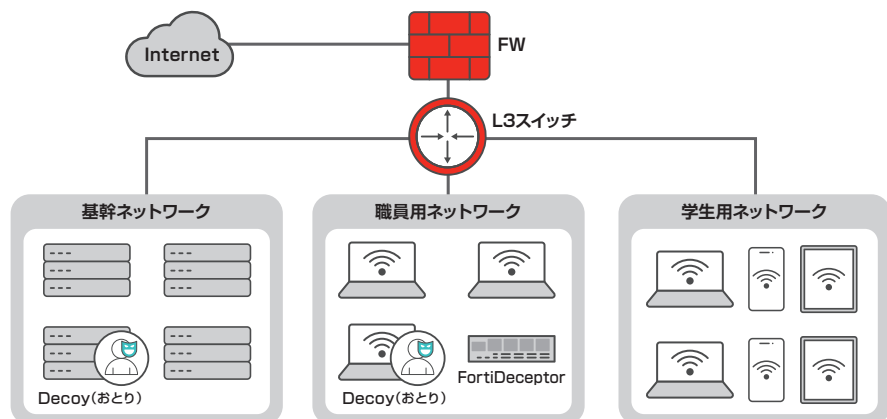 Internet
FW
L3スイッチ
基幹ネットワーク
職員用ネットワーク
学生用ネットワーク
Decoy(おとり)
Decoy(おとり)
FortiDeceptor